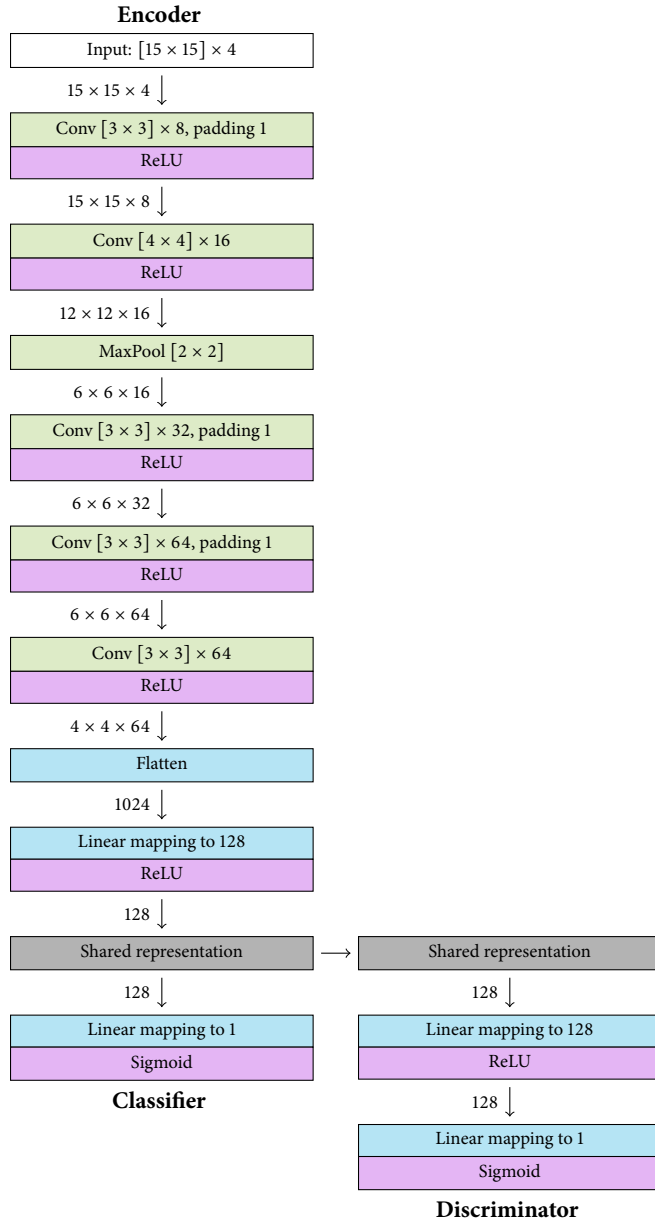 Encoder
Input: [15 × 15] × 4
15 × 15 × 4
Conv [3 × 3] × 8, padding 1
ReLU
15 × 15 × 8
Conv [4 × 4] × 16
ReLU
12 × 12 × 16
MaxPool [2 × 2]
6 × 6 × 16
Conv [3 × 3] × 32, padding 1
ReLU
6 × 6 × 32
Conv [3 × 3] × 64, padding 1
ReLU
6 × 6 × 64
Conv [3 × 3] × 64
ReLU
4 × 4 × 64
Flatten
1024
Linear mapping to 128
ReLU
128
Shared representation
128
Linear mapping to 1
Sigmoid
Classifier
Shared representation
128
Linear mapping to 128
ReLU
128
Linear mapping to 1
Sigmoid
Discriminator